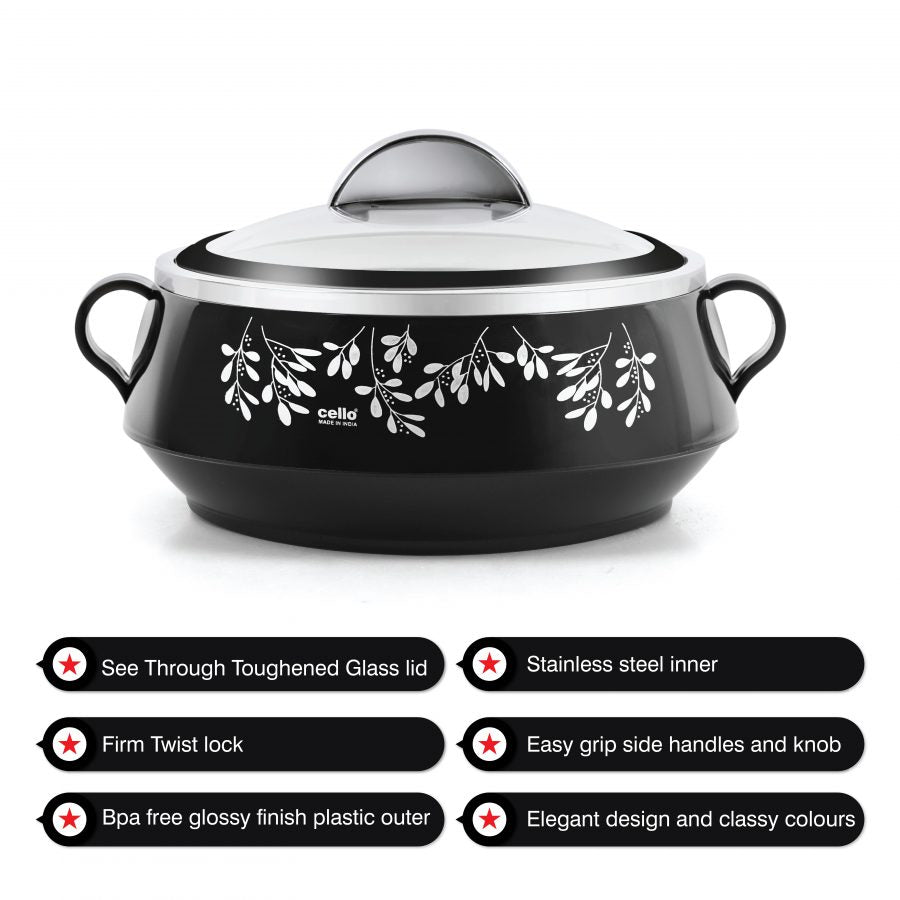 cello®
MADE IN INDIA
See Through Toughened Glass lid
Stainless steel inner
Firm Twist lock
Easy grip side handles and knob
Bpa free glossy finish plastic outer
Elegant design and classy colours